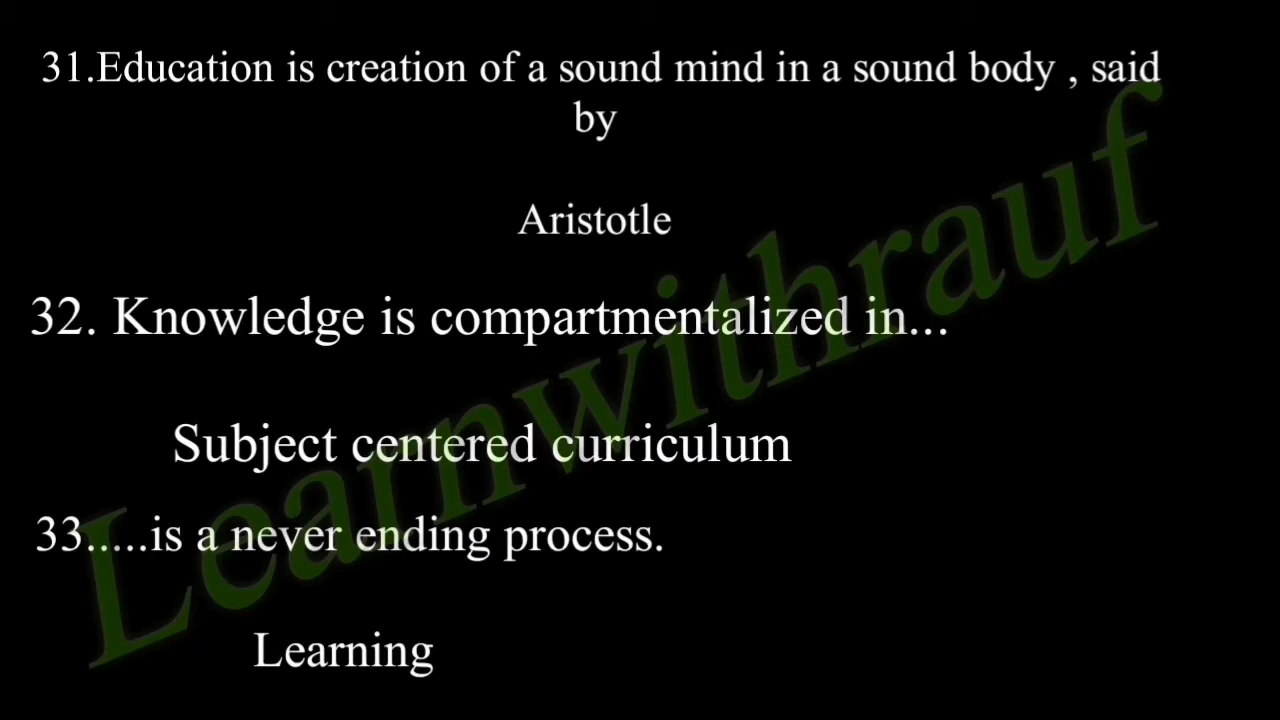 31.Education is creation of a sound mind in a sound body , said
by
Aristotle
32. Knowledge is compartmentalized in...
Subject centered curriculum
33.....is a never ending process.
Learning
Learnwithrauf